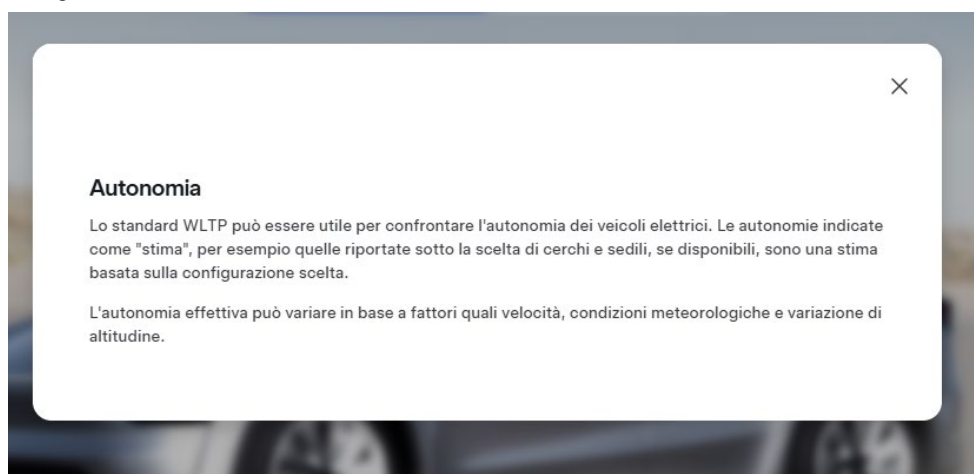 Autonomia
Lo standard WLTP può essere utile per confrontare l'autonomia dei veicoli elettrici. Le autonomie indicate
come "stima", per esempio quelle riportate sotto la scelta di cerchi e sedili, se disponibili, sono una stima
basata sulla configurazione scelta.
L'autonomia effettiva può variare in base a fattori quali velocità, condizioni meteorologiche e variazione di
altitudine.